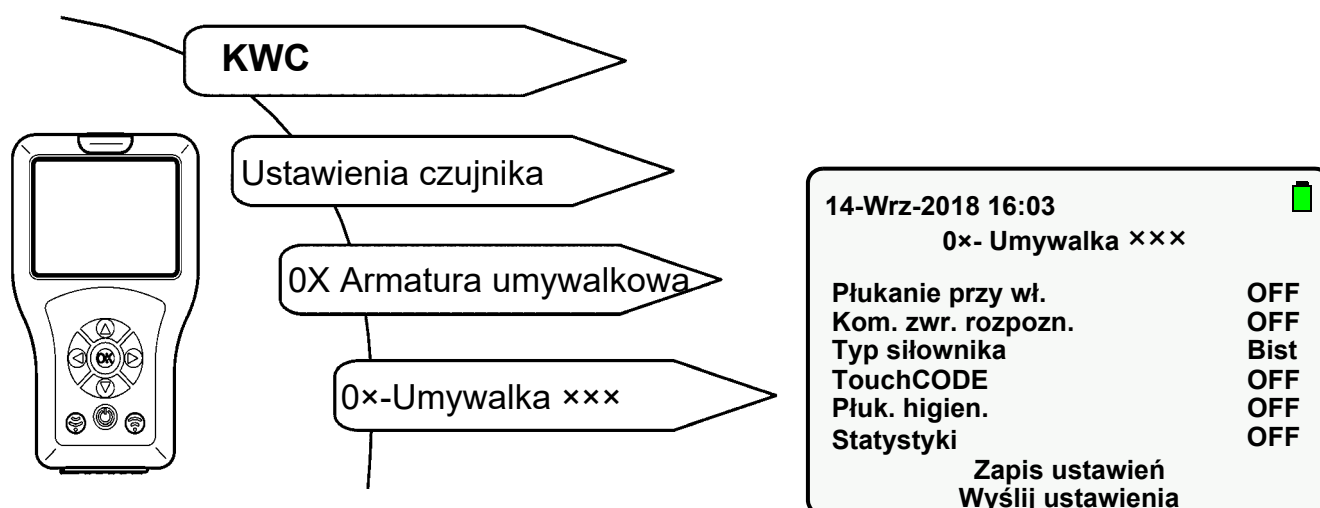 KWC
Ustawienia czujnika
0X Armatura umywalkowa
0×-Umywalka ×××
OK
14-Wrz-2018 16:03
0×- Umywalka ×××
Płukanie przy wł. OFF
Kom. zwr. rozpozn. OFF
Typ siłownika Bist
TouchCODE OFF
Płuk. higien. OFF
Statystyki OFF
Zapis ustawień
Wyślij ustawienia